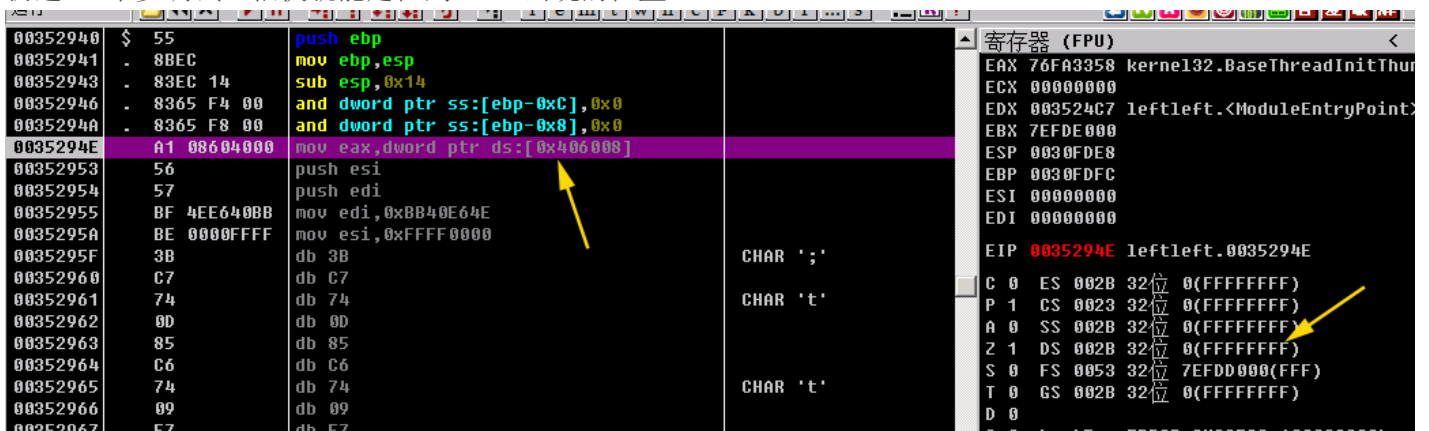 r e m t w n c P k b r ... s
00352940 $ 55 push ebp
00352941 . 8BEC mov ebp,esp
00352943 . 83EC 14 sub esp,0x14
00352946 . 8365 F4 00 and dword ptr ss:[ebp-0xC],0x0
0035294A . 8365 F8 00 and dword ptr ss:[ebp-0x8],0x0
0035294E A1 08604000 mov eax,dword ptr ds:[0x406008]
00352953 56 push esi
00352954 57 push edi
00352955 BF 4EE640BB mov edi,0xBB40E64E
0035295A BE 0000FFFF mov esi,0xFFFF0000
0035295F 3B db 3B CHAR ';'
00352960 C7 db C7
00352961 74 db 74 CHAR 't'
00352962 0D db 0D
00352963 85 db 85
00352964 C6 db C6
00352965 74 db 74 CHAR 't'
00352966 09 db 09
00352967 F7 db F7
寄存器 (FPU) <
EAX 76FA3358 kernel32.BaseThreadInitThur
ECX 00000000
EDX 003524C7 leftleft.<ModuleEntryPoint>
EBX 7EFDE000
ESP 0030FDE8
EBP 0030FDFC
ESI 00000000
EDI 00000000
EIP 0035294E leftleft.0035294E
C 0 ES 002B 32位 0(FFFFFFFF)
P 1 CS 0023 32位 0(FFFFFFFF)
A 0 SS 002B 32位 0(FFFFFFFF)
Z 1 DS 002B 32位 0(FFFFFFFF)
S 0 FS 0053 32位 7EFDD000(FFF)
T 0 GS 002B 32位 0(FFFFFFFF)
D 0